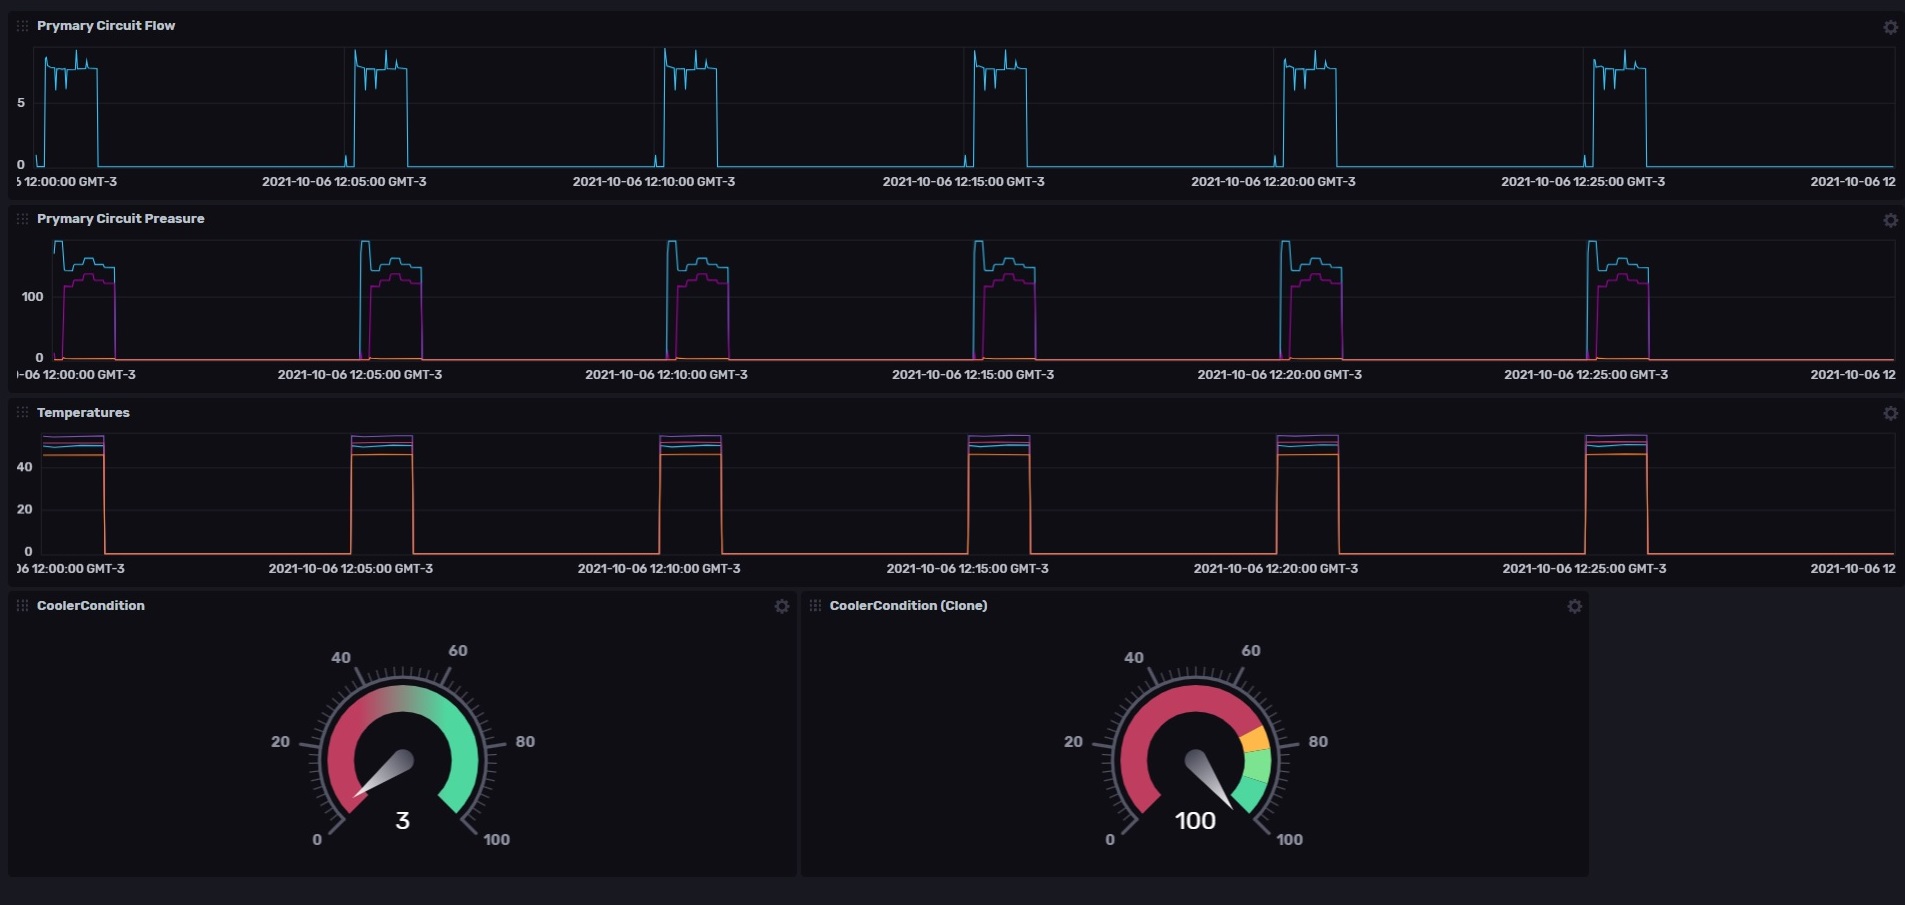 Prymary Circuit Flow
5
0
6 12:00:00 GMT-3 2021-10-06 12:05:00 GMT-3 2021-10-06 12:10:00 GMT-3 2021-10-06 12:15:00 GMT-3 2021-10-06 12:20:00 GMT-3 2021-10-06 12:25:00 GMT-3 2021-10-06 12
Prymary Circuit Preasure
100
0
-06 12:00:00 GMT-3 2021-10-06 12:05:00 GMT-3 2021-10-06 12:10:00 GMT-3 2021-10-06 12:15:00 GMT-3 2021-10-06 12:20:00 GMT-3 2021-10-06 12:25:00 GMT-3 2021-10-06 12
Temperatures
40
20
0
06 12:00:00 GMT-3 2021-10-06 12:05:00 GMT-3 2021-10-06 12:10:00 GMT-3 2021-10-06 12:15:00 GMT-3 2021-10-06 12:20:00 GMT-3 2021-10-06 12:25:00 GMT-3 2021-10-06 12
CoolerCondition
40 60
20 80
3
0 100
CoolerCondition (Clone)
40 60
20 80
100
0 100